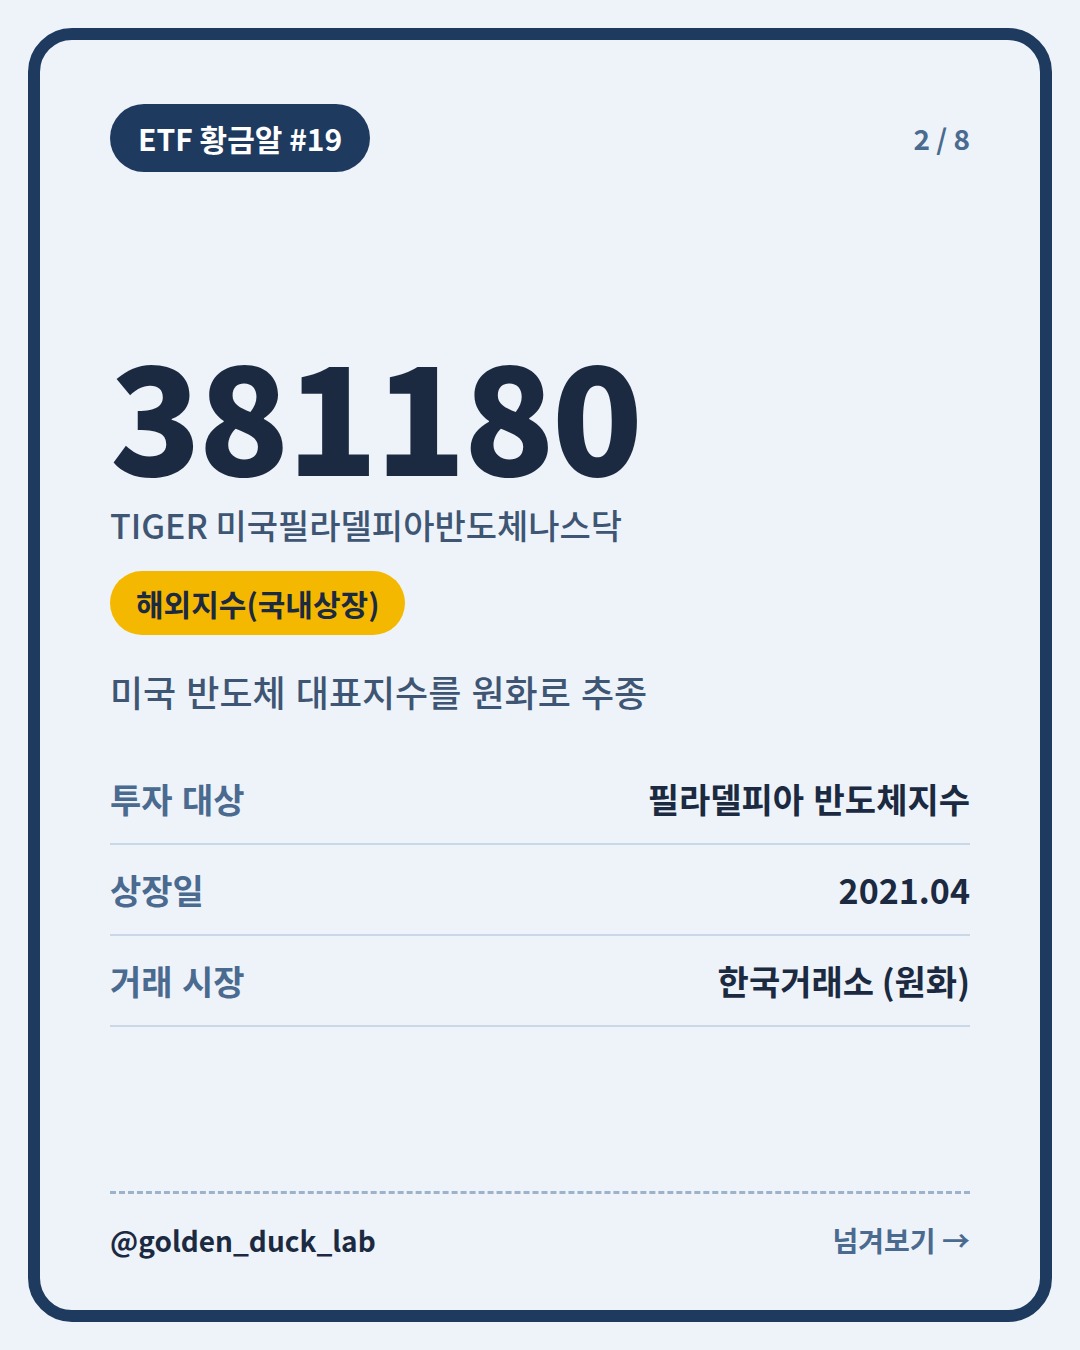 ETF 황금알 #19
2 / 8
381180
TIGER 미국필라델피아반도체나스닥
해외지수(국내상장)
미국 반도체 대표지수를 원화로 추종
투자 대상 필라델피아 반도체지수
상장일 2021.04
거래 시장 한국거래소 (원화)
@golden_duck_lab 넘겨보기 →